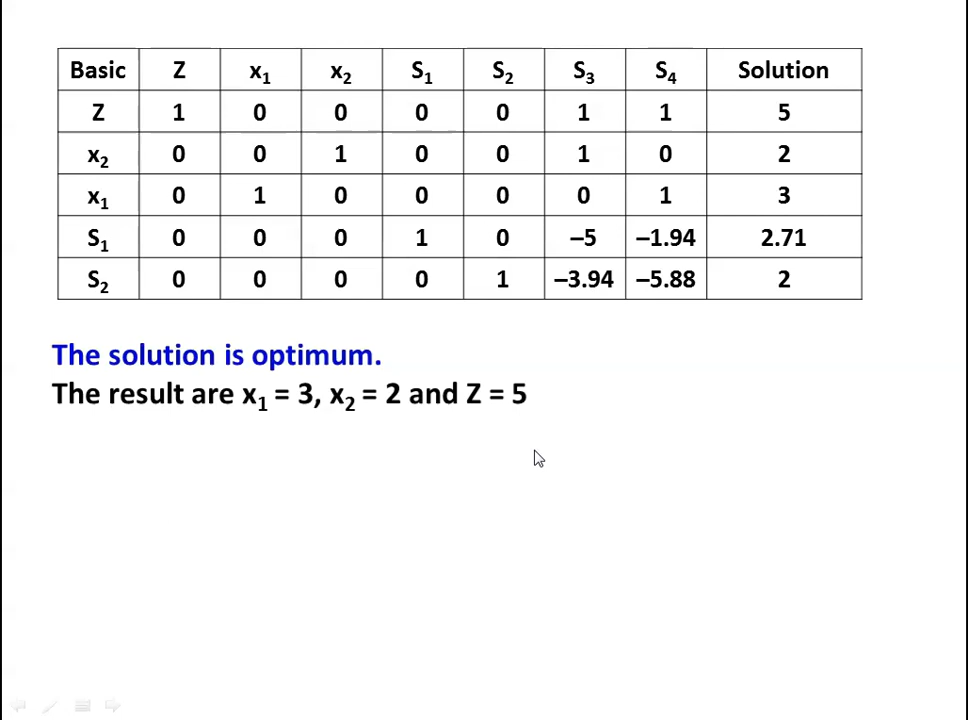 Basic Z x₁ x₂ S₁ S₂ S₃ S₄ Solution
Z 1 0 0 0 0 1 1 5
x₂ 0 0 1 0 0 1 0 2
x₁ 0 1 0 0 0 0 1 3
S₁ 0 0 0 1 0 –5 –1.94 2.71
S₂ 0 0 0 0 1 –3.94 –5.88 2
The solution is optimum.
The result are x₁ = 3, x₂ = 2 and Z = 5